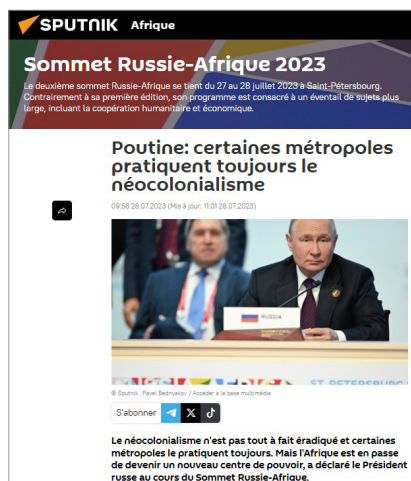 SPUTNIK Afrique
Sommet Russie-Afrique 2023
Le deuxième sommet Russie-Afrique se tient du 27 au 28 juillet 2023 à Saint-Pétersbourg.
Contrairement à sa première édition, son programme est consacré à un éventail de sujets plus
large, incluant la coopération humanitaire et économique.
Poutine: certaines métropoles
pratiquent toujours le
néocolonialisme
09:58 28.07.2023 (Mis à jour: 11:01 28.07.2023)
RUSSIA
ST PETERSBURG
© Sputnik . Pavel Bednyakov / Accéder à la base multimédia
S'abonner
Le néocolonialisme n'est pas tout à fait éradiqué et certaines
métropoles le pratiquent toujours. Mais l'Afrique est en passe
de devenir un nouveau centre de pouvoir, a déclaré le Président
russe au cours du Sommet Russie-Afrique.